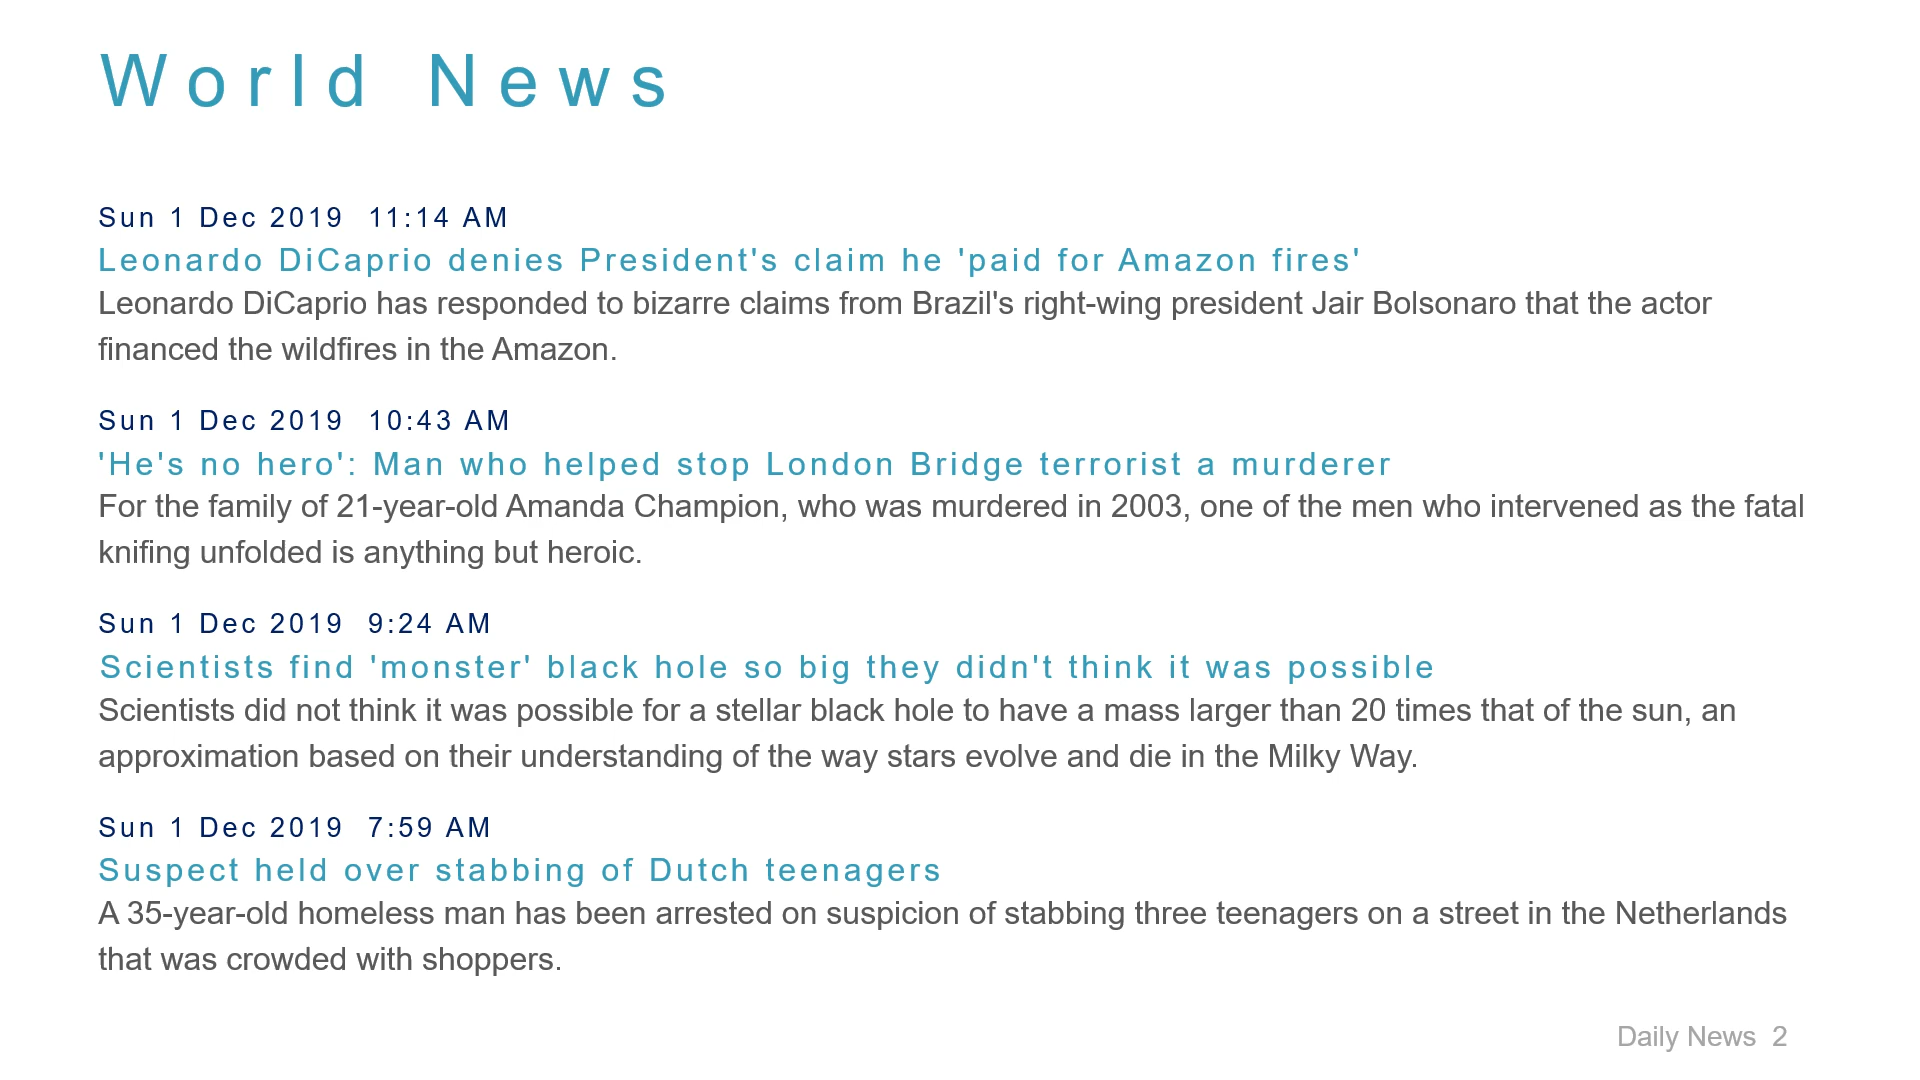 World News
Sun 1 Dec 2019  11:14 AM
Leonardo DiCaprio denies President's claim he 'paid for Amazon fires'
Leonardo DiCaprio has responded to bizarre claims from Brazil's right-wing president Jair Bolsonaro that the actor
financed the wildfires in the Amazon.
Sun 1 Dec 2019  10:43 AM
'He's no hero': Man who helped stop London Bridge terrorist a murderer
For the family of 21-year-old Amanda Champion, who was murdered in 2003, one of the men who intervened as the fatal
knifing unfolded is anything but heroic.
Sun 1 Dec 2019  9:24 AM
Scientists find 'monster' black hole so big they didn't think it was possible
Scientists did not think it was possible for a stellar black hole to have a mass larger than 20 times that of the sun, an
approximation based on their understanding of the way stars evolve and die in the Milky Way.
Sun 1 Dec 2019  7:59 AM
Suspect held over stabbing of Dutch teenagers
A 35-year-old homeless man has been arrested on suspicion of stabbing three teenagers on a street in the Netherlands
that was crowded with shoppers.
Daily News  2